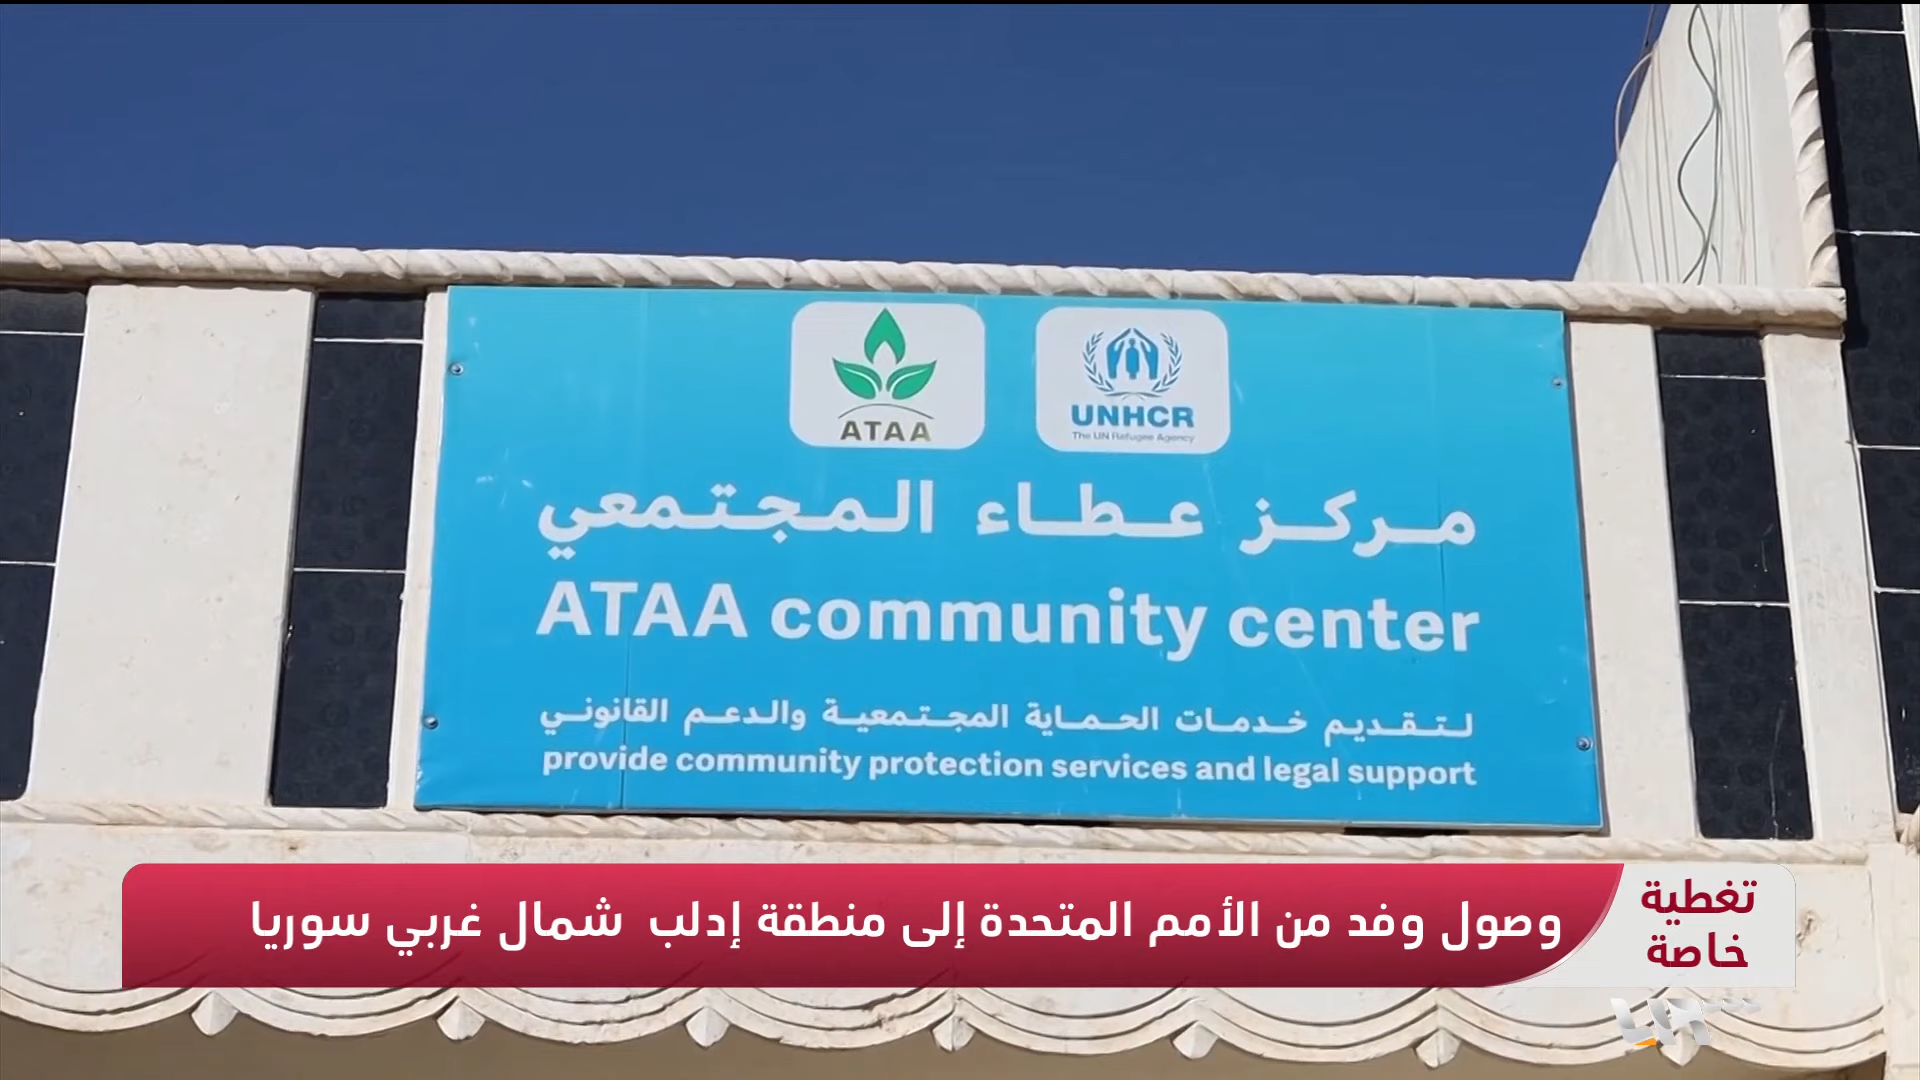 ATAA
UNHCR
The UN Refugee Agency
مركز عطاء المجتمعي
ATAA community center
لتقديم خدمات الحماية المجتمعية والدعم القانوني
provide community protection services and legal support
تغطية
خاصة
وصول وفد من الأمم المتحدة إلى منطقة إدلب شمال غربي سوريا